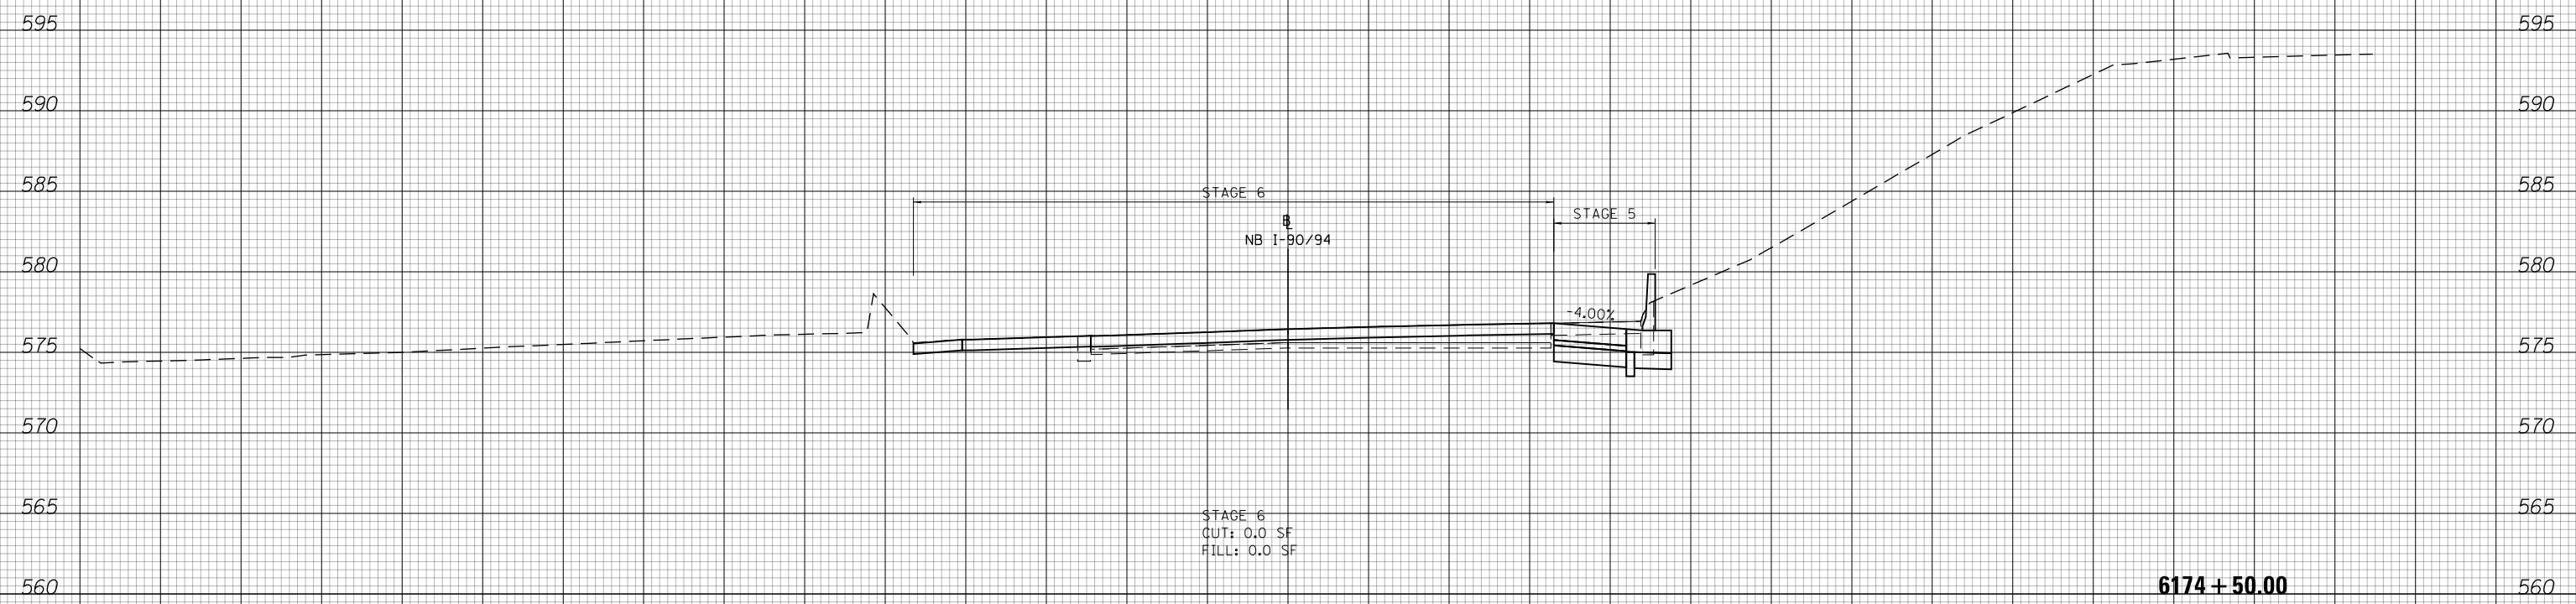 595 595
590 590
585 585
STAGE 6
STAGE 5
BL
NB I-90/94
580 580
-4.00%
575 575
570 570
565 565
STAGE 6
CUT: 0.0 SF
FILL: 0.0 SF
560 560
6174+50.00